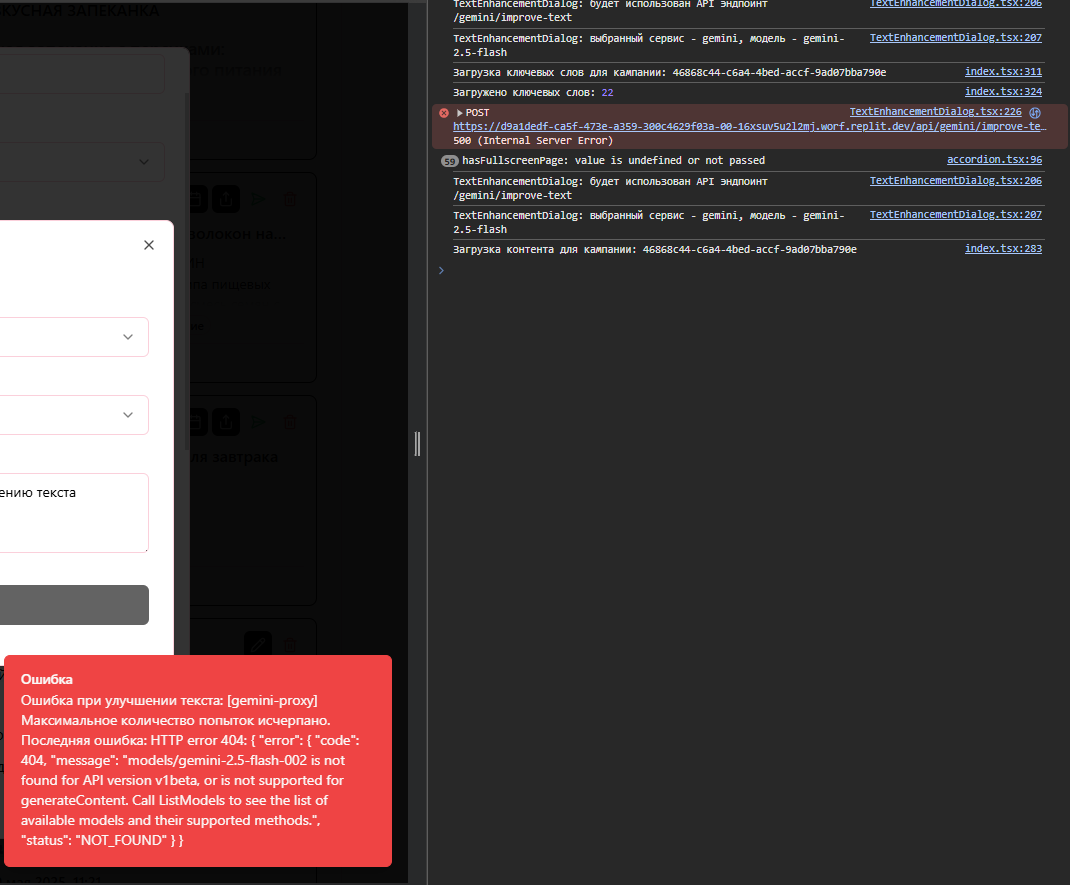 КУСНАЯ ЗАПЕКАНКА
питания
волокон на...
па пищевых
ля завтрака
ению текста
Ошибка
Ошибка при улучшении текста: [gemini-proxy]
Максимальное количество попыток исчерпано.
Последняя ошибка: HTTP error 404: { "error": { "code":
404, "message": "models/gemini-2.5-flash-002 is not
found for API version v1beta, or is not supported for
generateContent. Call ListModels to see the list of
available models and their supported methods.",
"status": "NOT_FOUND" } }
TextEnhancementDialog: будет использован API эндпоинт TextEnhancementDialog.tsx:206
/gemini/improve-text
TextEnhancementDialog: выбранный сервис - gemini, модель - gemini- TextEnhancementDialog.tsx:207
2.5-flash
Загрузка ключевых слов для кампании: 46868c44-c6a4-4bed-accf-9ad07bba790e index.tsx:311
Загружено ключевых слов: 22 index.tsx:324
POST TextEnhancementDialog.tsx:226
https://d9a1dedf-ca5f-473e-a359-300c4629f03a-00-16xsuv5u2l2mj.worf.replit.dev/api/gemini/improve-te…
500 (Internal Server Error)
59 hasFullscreenPage: value is undefined or not passed accordion.tsx:96
TextEnhancementDialog: будет использован API эндпоинт TextEnhancementDialog.tsx:206
/gemini/improve-text
TextEnhancementDialog: выбранный сервис - gemini, модель - gemini- TextEnhancementDialog.tsx:207
2.5-flash
Загрузка контента для кампании: 46868c44-c6a4-4bed-accf-9ad07bba790e index.tsx:283